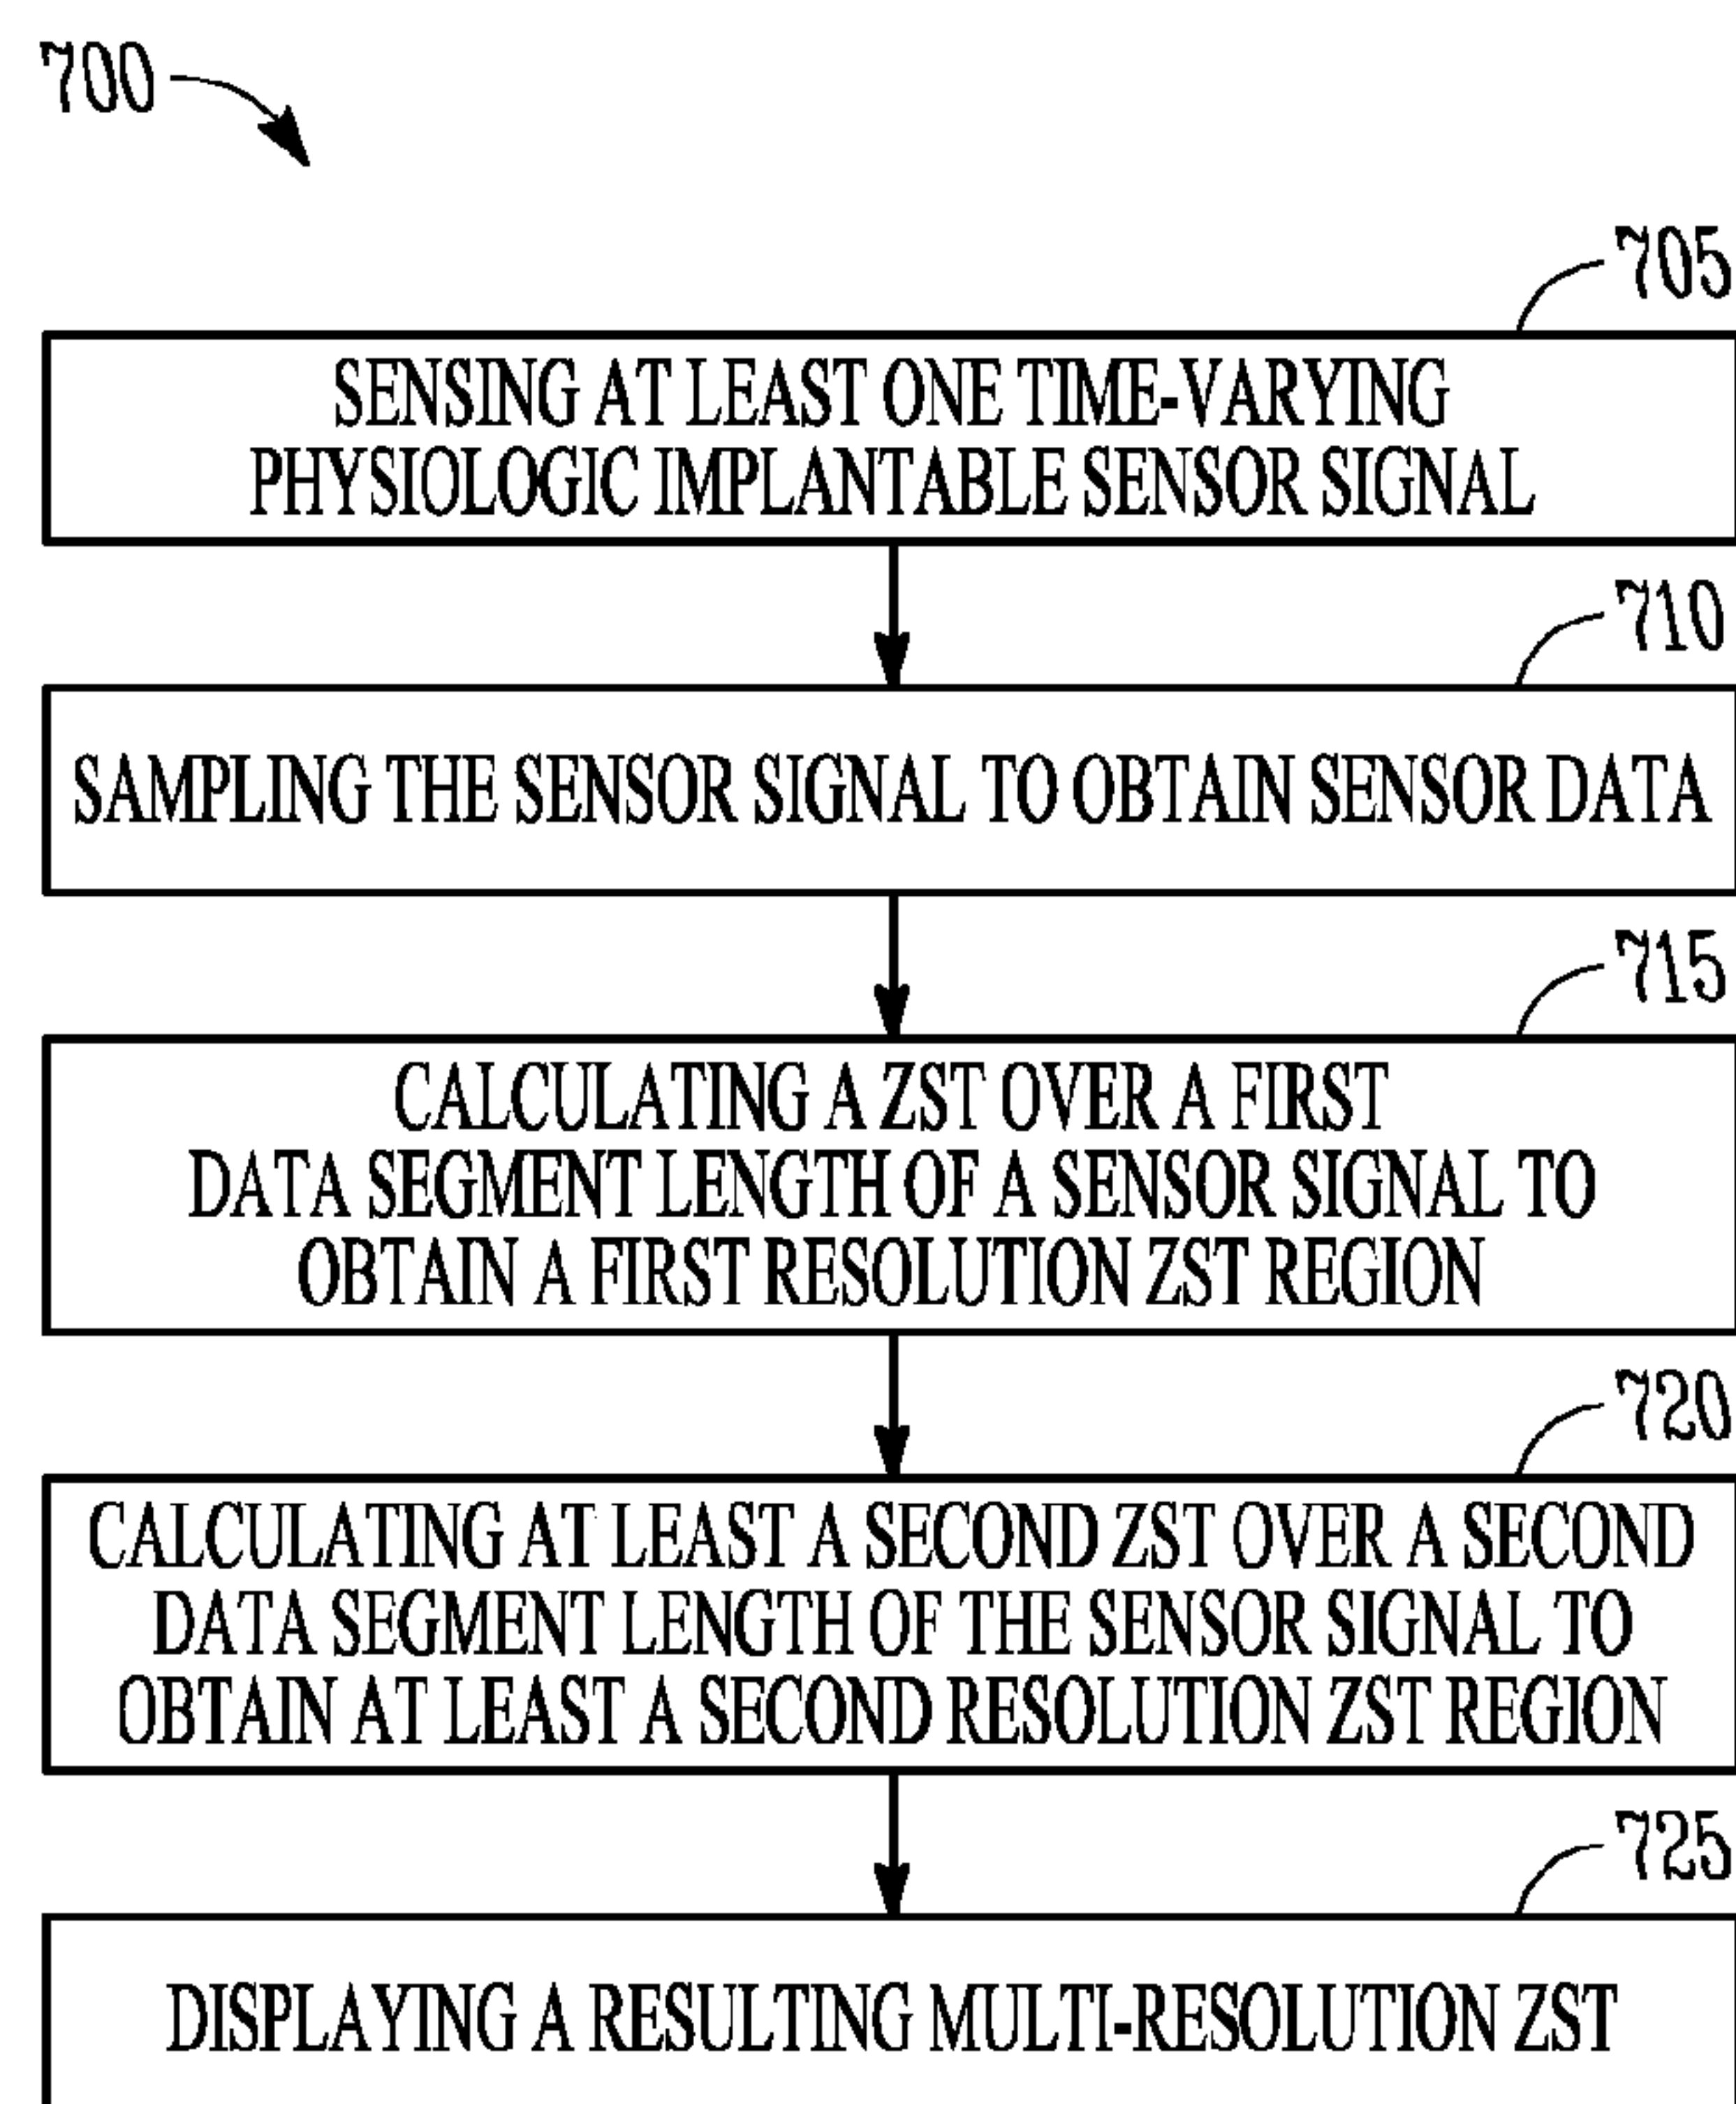 700
705
SENSING AT LEAST ONE TIME-VARYING
PHYSIOLOGIC IMPLANTABLE SENSOR SIGNAL
710
SAMPLING THE SENSOR SIGNAL TO OBTAIN SENSOR DATA
715
CALCULATING A ZST OVER A FIRST
DATA SEGMENT LENGTH OF A SENSOR SIGNAL TO
OBTAIN A FIRST RESOLUTION ZST REGION
720
CALCULATING AT LEAST A SECOND ZST OVER A SECOND
DATA SEGMENT LENGTH OF THE SENSOR SIGNAL TO
OBTAIN AT LEAST A SECOND RESOLUTION ZST REGION
725
DISPLAYING A RESULTING MULTI-RESOLUTION ZST